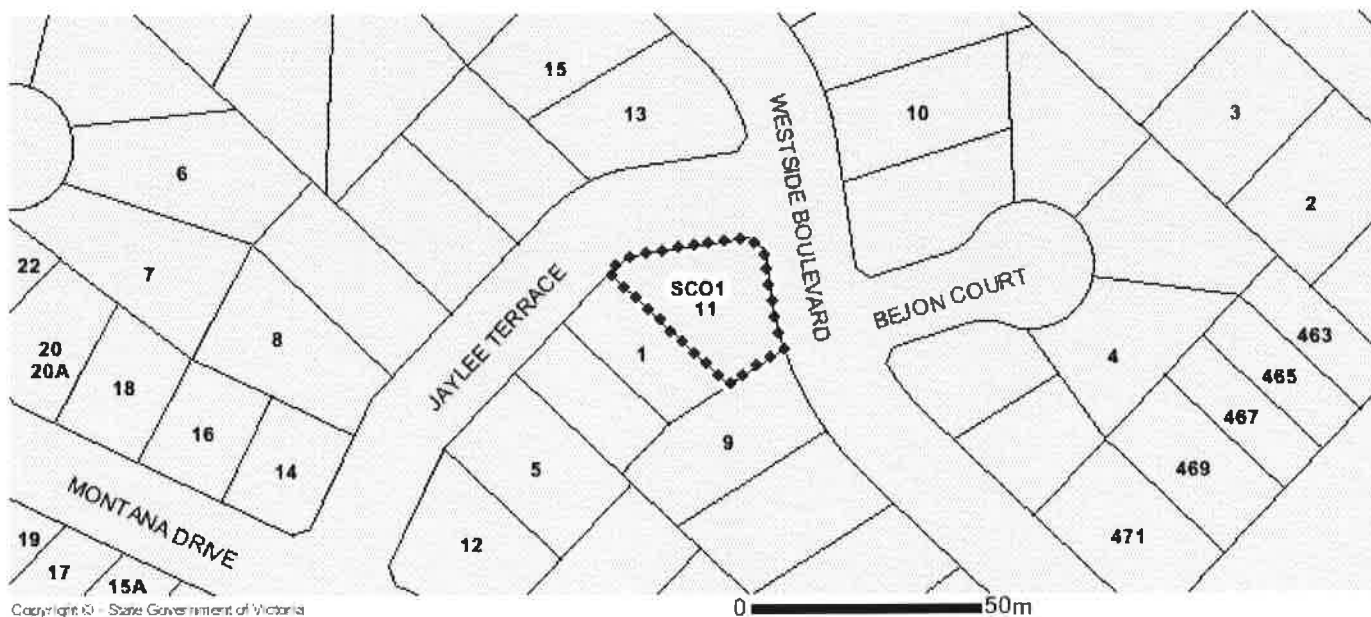 15
13
10
3
WESTSIDE BOULEVARD
6
2
7
22
SCO1
11
BEJON COURT
20
20A
18
8
JAYLEE TERRACE
1
4
463
465
467
16
14
9
5
469
471
MONTANA DRIVE
12
19
17
15A
Copyright © - State Government of Victoria
0 50m